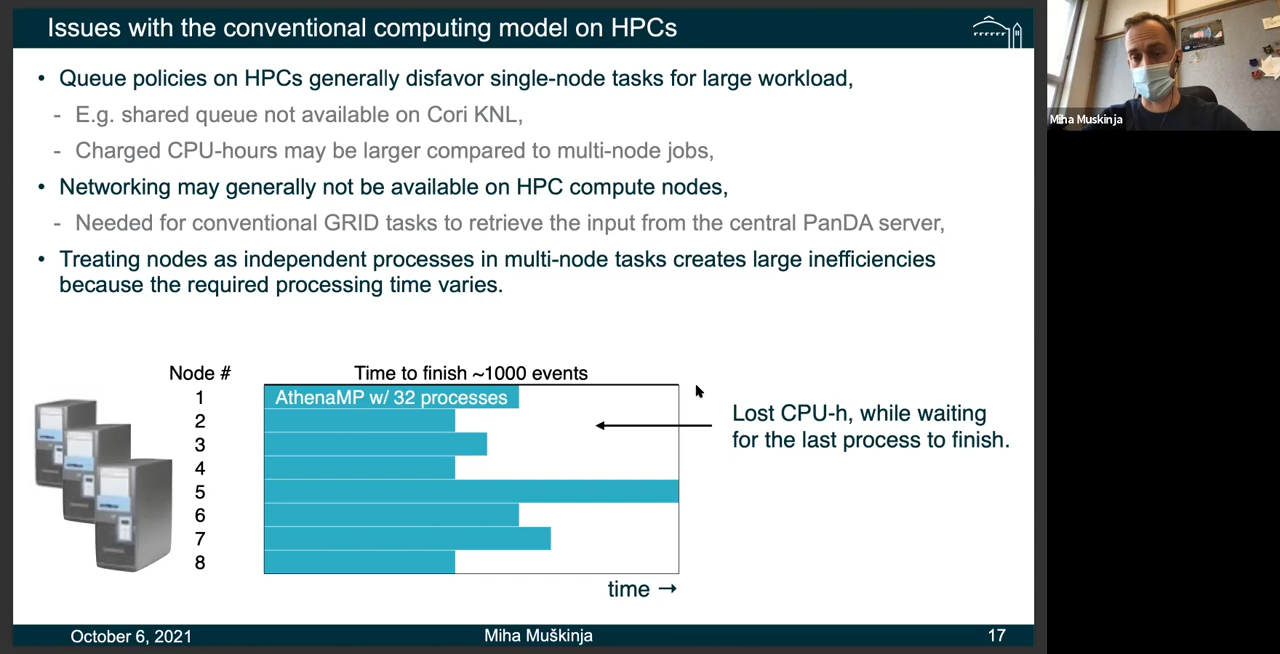 Issues with the conventional computing model on HPCs
• Queue policies on HPCs generally disfavor single-node tasks for large workload,
- E.g. shared queue not available on Cori KNL,
- Charged CPU-hours may be larger compared to multi-node jobs,
• Networking may generally not be available on HPC compute nodes,
- Needed for conventional GRID tasks to retrieve the input from the central PanDA server,
• Treating nodes as independent processes in multi-node tasks creates large inefficiencies
because the required processing time varies.
Node #
Time to finish ~1000 events
1
AthenaMP w/ 32 processes
2
3
4
5
6
7
8
Lost CPU-h, while waiting
for the last process to finish.
time →
October 6, 2021
Miha Muškinja
17
Miha Muskinja